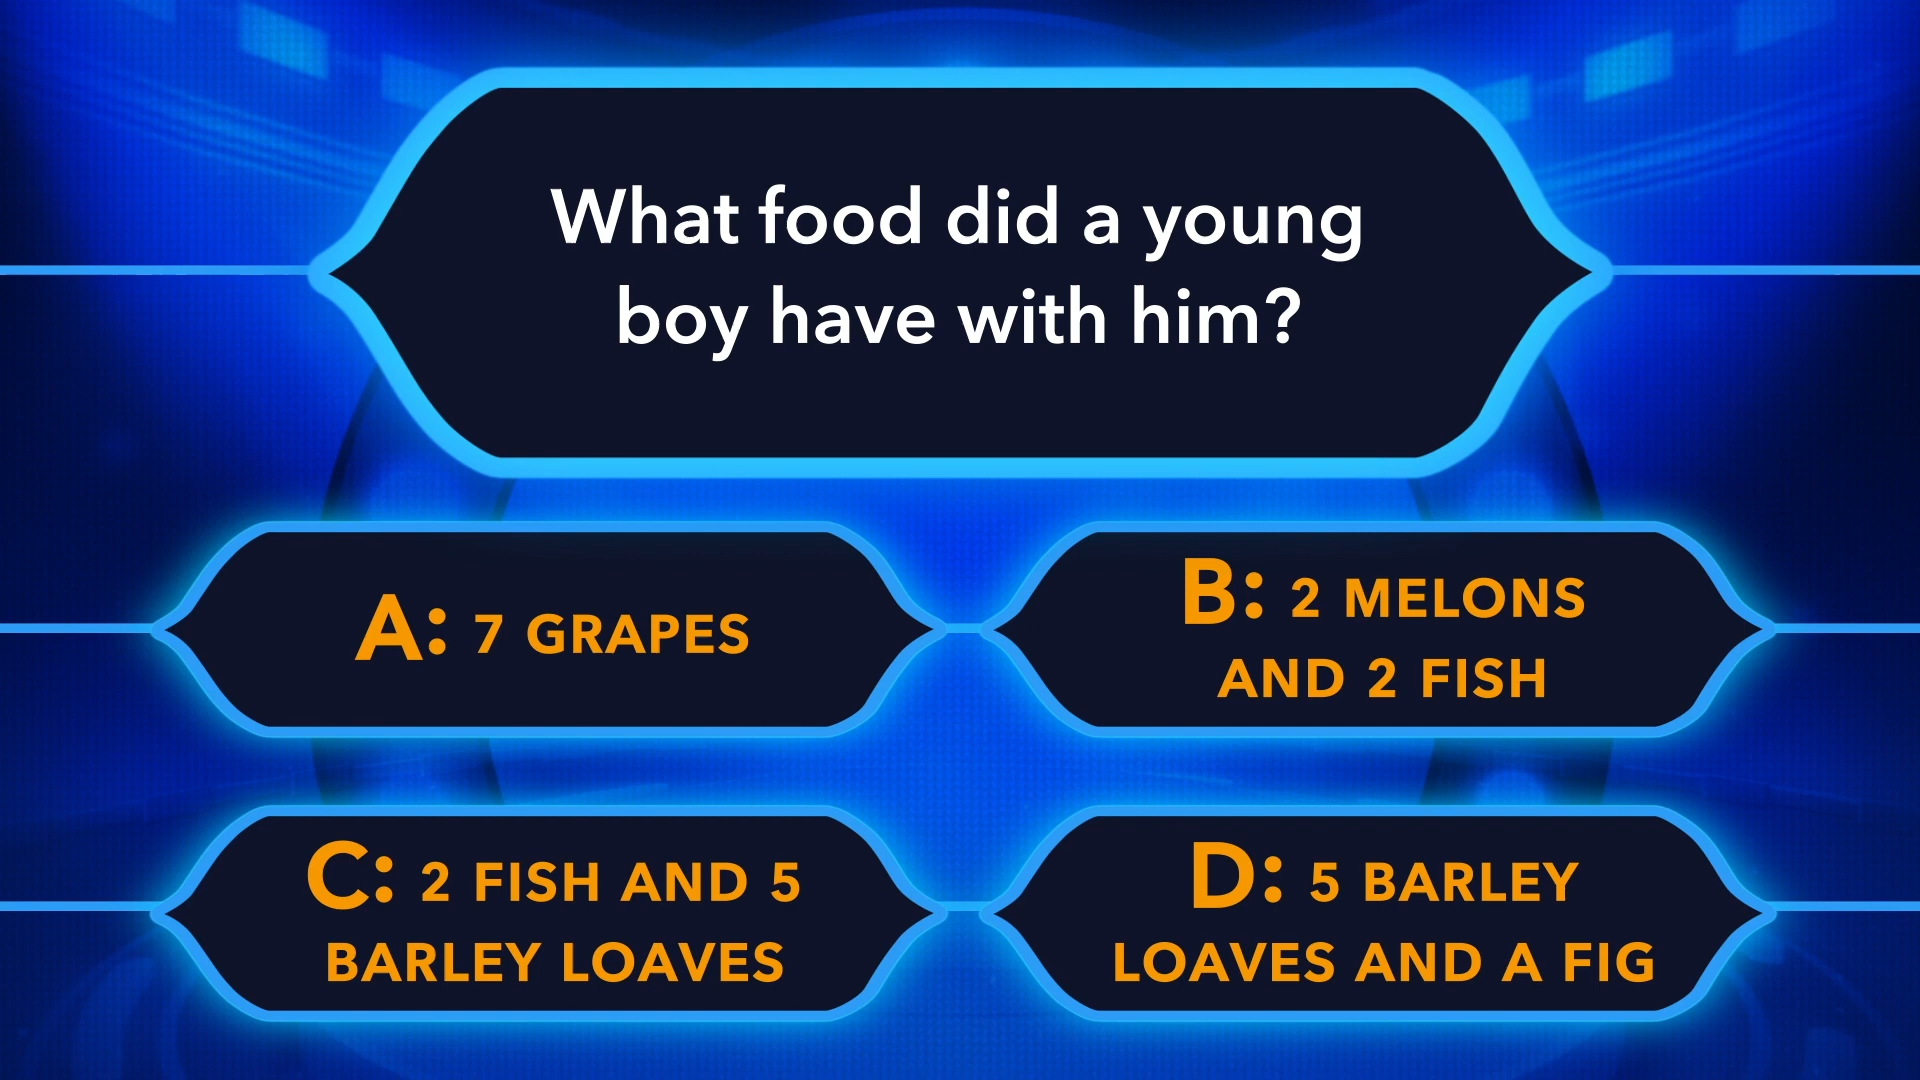 What food did a young
boy have with him?
A: 7 GRAPES
B: 2 MELONS
AND 2 FISH
C: 2 FISH AND 5
BARLEY LOAVES
D: 5 BARLEY
LOAVES AND A FIG